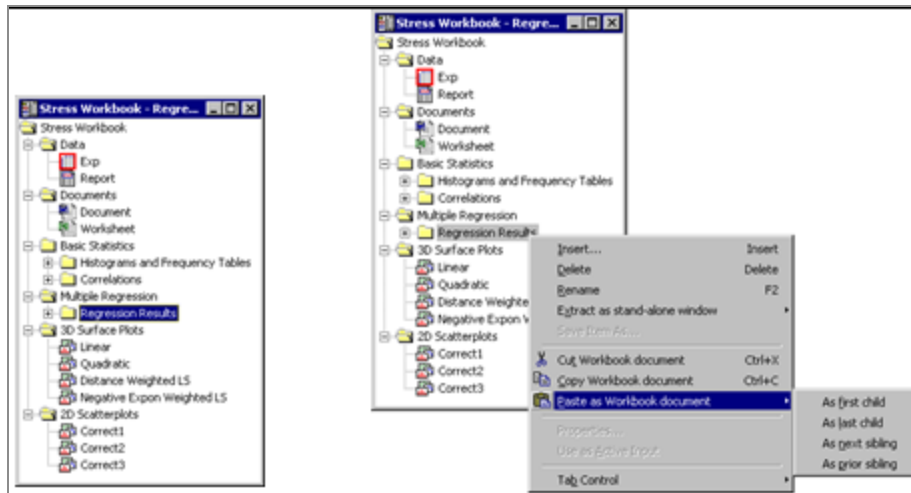 Stress Workbook - Regre...
Stress Workbook
Data
Exp
Report
Documents
Document
Worksheet
Basic Statistics
Histograms and Frequency Tables
Correlations
Multiple Regression
Regression Results
3D Surface Plots
Linear
Quadratic
Distance Weighted LS
Negative Expon Weighted LS
2D Scatterplots
Correct1
Correct2
Correct3
Stress Workbook - Regre...
Stress Workbook
Data
Exp
Report
Documents
Document
Worksheet
Basic Statistics
Histograms and Frequency Tables
Correlations
Multiple Regression
Regression Results
3D Surface Plots
Linear
Quadratic
Distance Weighte
Negative Expon W
2D Scatterplots
Correct1
Correct2
Correct3
Insert... Insert
Delete Delete
Rename F2
Extract as stand-alone window
Save Item As...
Cut Workbook document Ctrl+X
Copy Workbook document Ctrl+C
Paste as Workbook document
Properties...
Use as Active Input
Tab Control
As first child
As last child
As next sibling
As prior sibling